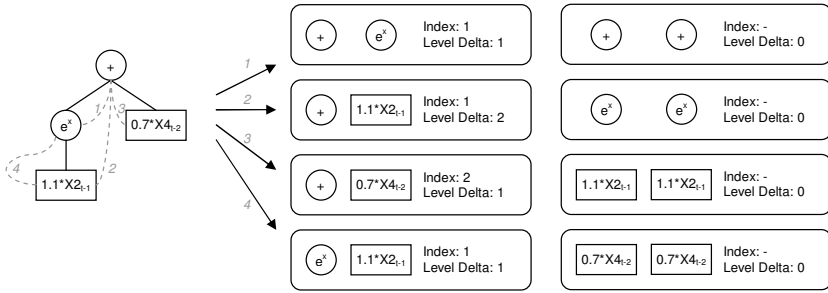 +
e^x
0.7*X4_{t-2}
1.1*X2_{t-1}
1
3
4
2
1
2
3
4
+ e^x Index: 1
Level Delta: 1
+ 1.1*X2_{t-1} Index: 1
Level Delta: 2
+ 0.7*X4_{t-2} Index: 2
Level Delta: 1
e^x 1.1*X2_{t-1} Index: 1
Level Delta: 1
+ + Index: -
Level Delta: 0
e^x e^x Index: -
Level Delta: 0
1.1*X2_{t-1} 1.1*X2_{t-1} Index: -
Level Delta: 0
0.7*X4_{t-2} 0.7*X4_{t-2} Index: -
Level Delta: 0